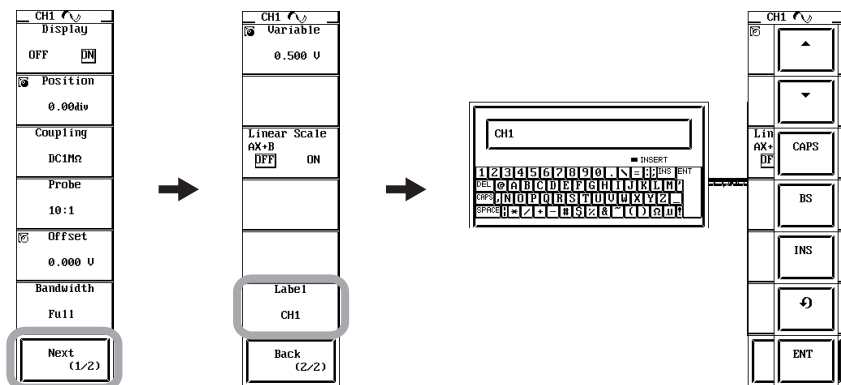 CH1
Display
OFF ON
Position
0.00div
Coupling
DC1MΩ
Probe
10:1
Offset
0.000 V
Bandwidth
Full
Next
(1/2)
CH1
Variable
0.500 V
Linear Scale
AX+B
OFF ON
Label
CH1
Back
(2/2)
CH1
INSERT
1 2 3 4 5 6 7 8 9 0 . \ = : ; INS ENT
DEL @ A B C D E F G H I J K L M '
CAPS , N O P Q R S T U V W X Y Z _
SPACE ¦ * / + - # $ % & ~ ( ) Ω µ !
CH1
Lin
AX+
CAPS
BS
INS
ENT